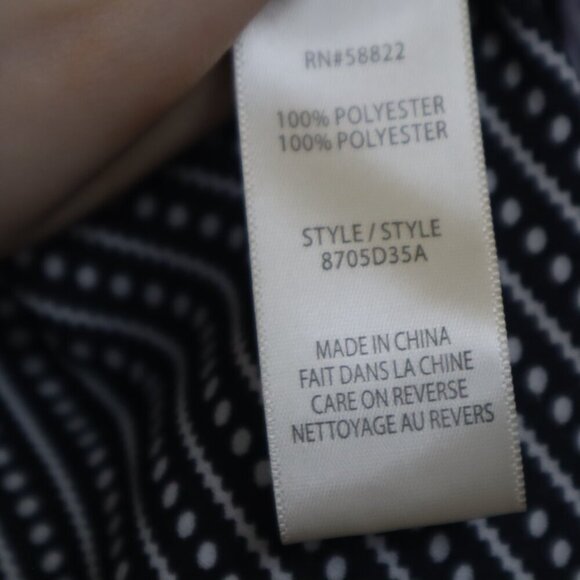 RN#58822
100% POLYESTER
100% POLYESTER
STYLE / STYLE
8705D35A
MADE IN CHINA
FAIT DANS LA CHINE
CARE ON REVERSE
NETTOYAGE AU REVERS